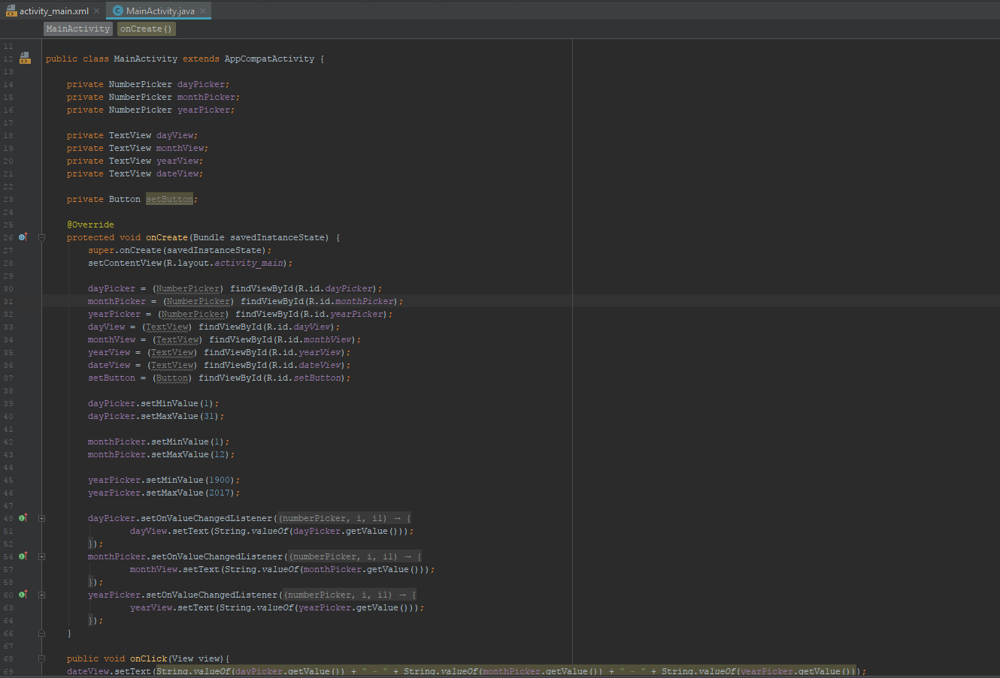 activity_main.xml MainActivity.java
MainActivity onCreate()
11
12 public class MainActivity extends AppCompatActivity {
13
14 private NumberPicker dayPicker;
15 private NumberPicker monthPicker;
16 private NumberPicker yearPicker;
17
18 private TextView dayView;
19 private TextView monthView;
20 private TextView yearView;
21 private TextView dateView;
22
23 private Button setButton;
24
25 @Override
26 protected void onCreate(Bundle savedInstanceState) {
27 super.onCreate(savedInstanceState);
28 setContentView(R.layout.activity_main);
29
30 dayPicker = (NumberPicker) findViewById(R.id.dayPicker);
31 monthPicker = (NumberPicker) findViewById(R.id.monthPicker);
32 yearPicker = (NumberPicker) findViewById(R.id.yearPicker);
33 dayView = (TextView) findViewById(R.id.dayView);
34 monthView = (TextView) findViewById(R.id.monthView);
35 yearView = (TextView) findViewById(R.id.yearView);
36 dateView = (TextView) findViewById(R.id.dateView);
37 setButton = (Button) findViewById(R.id.setButton);
38
39 dayPicker.setMinValue(1);
40 dayPicker.setMaxValue(31);
41
42 monthPicker.setMinValue(1);
43 monthPicker.setMaxValue(12);
44
45 yearPicker.setMinValue(1900);
46 yearPicker.setMaxValue(2017);
47
48 dayPicker.setOnValueChangedListener((numberPicker, i, i1) → {
51 dayView.setText(String.valueOf(dayPicker.getValue()));
52 });
54 monthPicker.setOnValueChangedListener((numberPicker, i, i1) → {
57 monthView.setText(String.valueOf(monthPicker.getValue()));
58 });
60 yearPicker.setOnValueChangedListener((numberPicker, i, i1) → {
63 yearView.setText(String.valueOf(yearPicker.getValue()));
64 });
66 }
67
68 public void onClick(View view){
69 dateView.setText(String.valueOf(dayPicker.getValue()) + " - " + String.valueOf(monthPicker.getValue()) + " - " + String.valueOf(yearPicker.getValue()));